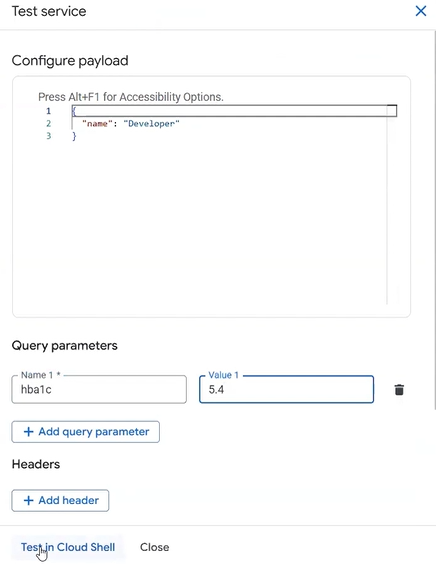 Test service
Configure payload
Press Alt+F1 for Accessibility Options.
1 {
2 "name": "Developer"
3 }
Query parameters
Name 1 *
hba1c
Value 1
5.4
+ Add query parameter
Headers
+ Add header
Test in Cloud Shell
Close